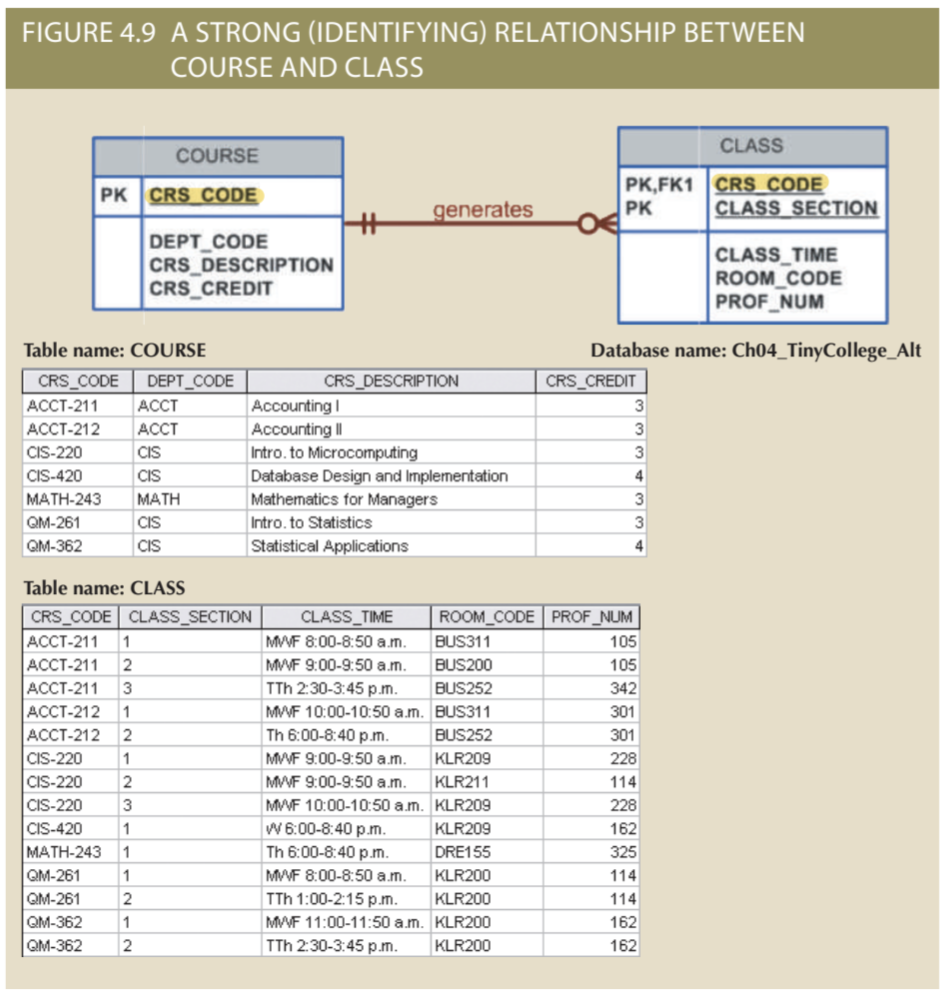 FIGURE 4.9 A STRONG (IDENTIFYING) RELATIONSHIP BETWEEN
COURSE AND CLASS
COURSE
PK CRS_CODE
DEPT_CODE
CRS_DESCRIPTION
CRS_CREDIT
generates
CLASS
PK,FK1 CRS_CODE
PK CLASS_SECTION
CLASS_TIME
ROOM_CODE
PROF_NUM
Table name: COURSE
Database name: Ch04_TinyCollege_Alt
CRS_CODE DEPT_CODE CRS_DESCRIPTION CRS_CREDIT
ACCT-211 ACCT Accounting I 3
ACCT-212 ACCT Accounting II 3
CIS-220 CIS Intro. to Microcomputing 3
CIS-420 CIS Database Design and Implementation 4
MATH-243 MATH Mathematics for Managers 3
QM-261 CIS Intro. to Statistics 3
QM-362 CIS Statistical Applications 4
Table name: CLASS
CRS_CODE CLASS_SECTION CLASS_TIME ROOM_CODE PROF_NUM
ACCT-211 1 MWF 8:00-8:50 a.m. BUS311 105
ACCT-211 2 MWF 9:00-9:50 a.m. BUS200 105
ACCT-211 3 TTh 2:30-3:45 p.m. BUS252 342
ACCT-212 1 MWF 10:00-10:50 a.m. BUS311 301
ACCT-212 2 Th 6:00-8:40 p.m. BUS252 301
CIS-220 1 MWF 9:00-9:50 a.m. KLR209 228
CIS-220 2 MWF 9:00-9:50 a.m. KLR211 114
CIS-220 3 MWF 10:00-10:50 a.m. KLR209 228
CIS-420 1 W 6:00-8:40 p.m. KLR209 162
MATH-243 1 Th 6:00-8:40 p.m. DRE155 325
QM-261 1 MWF 8:00-8:50 a.m. KLR200 114
QM-261 2 TTh 1:00-2:15 p.m. KLR200 114
QM-362 1 MWF 11:00-11:50 a.m. KLR200 162
QM-362 2 TTh 2:30-3:45 p.m. KLR200 162